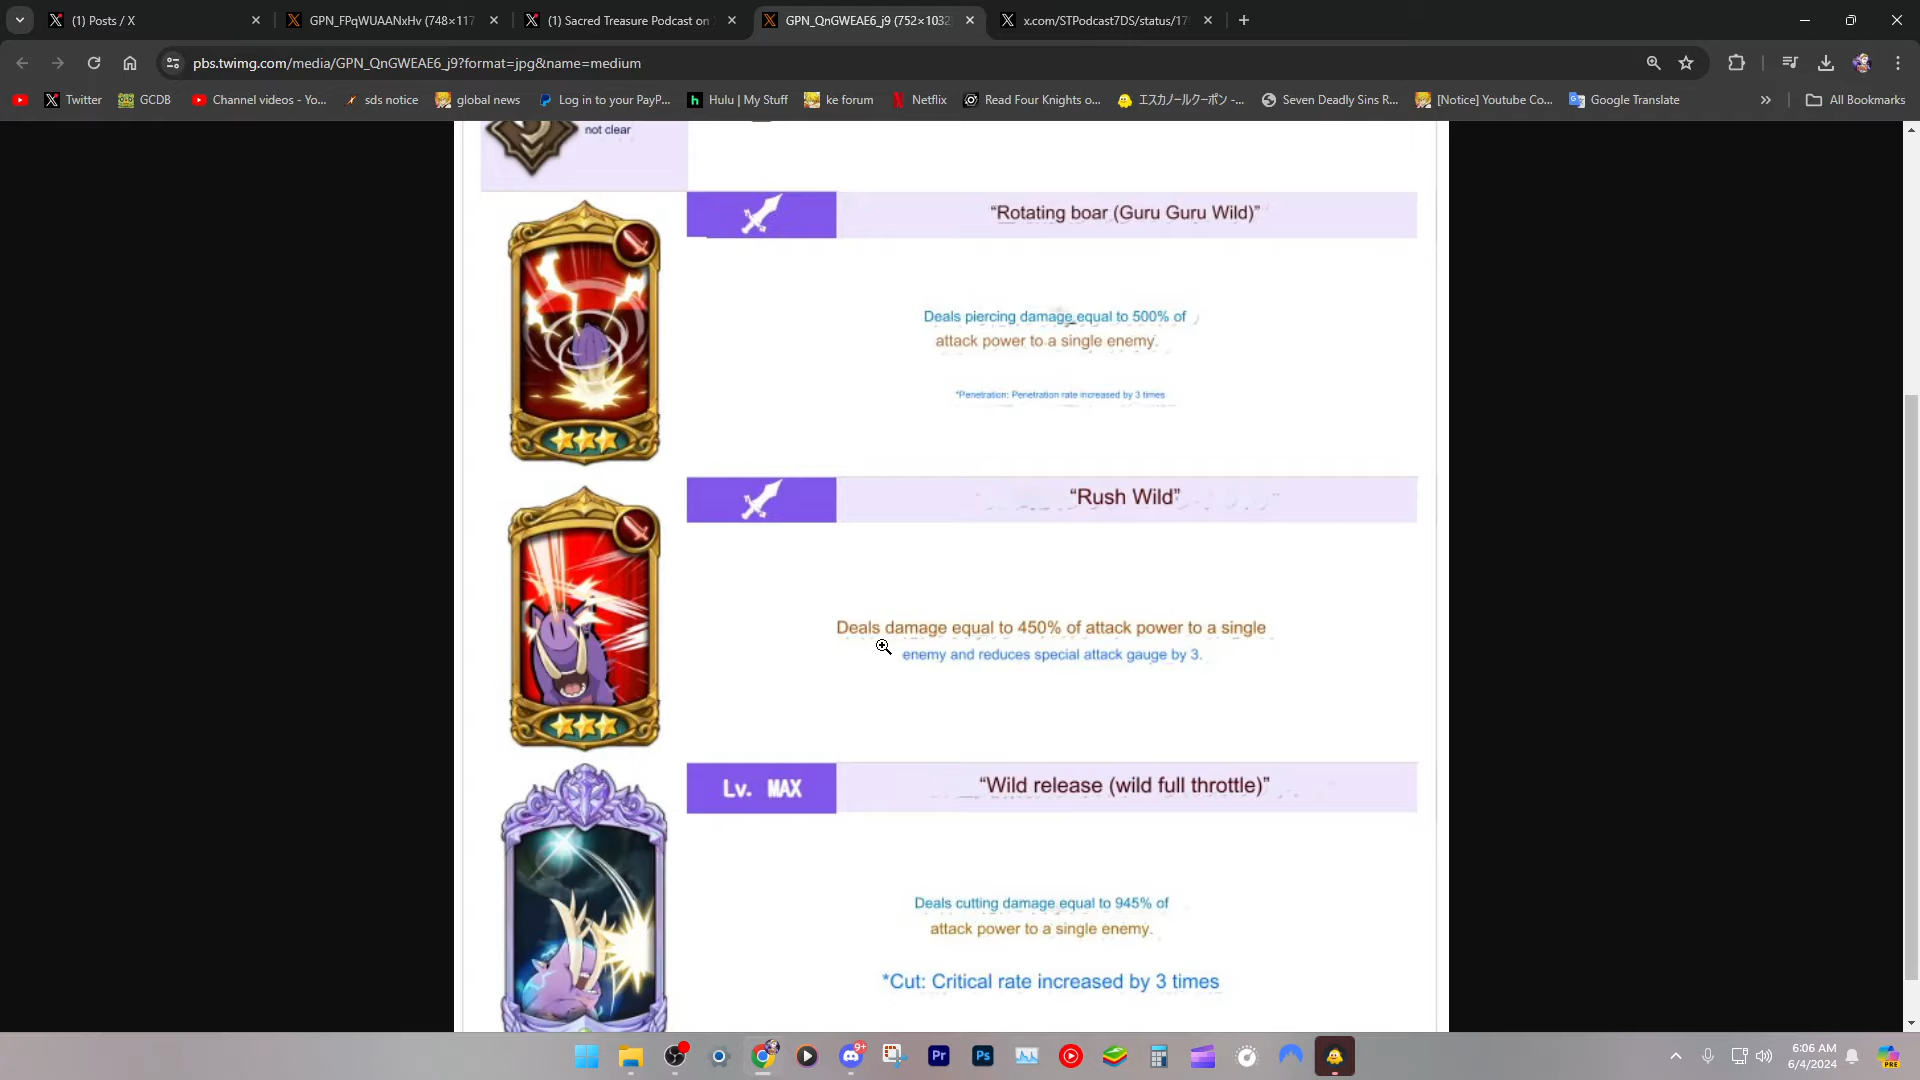 (1) Posts / X
GPN_FPqWUAANxHv (748×117
(1) Sacred Treasure Podcast on
GPN_QnGWEAE6_j9 (752×1032
x.com/STPodcast7DS/status/17
pbs.twimg.com/media/GPN_QnGWEAE6_j9?format=jpg&name=medium
Twitter
GCDB
Channel videos - Yo...
sds notice
global news
Log in to your PayP...
Hulu | My Stuff
ke forum
Netflix
Read Four Knights o...
エスカノールクーポン -...
Seven Deadly Sins R...
[Notice] Youtube Co...
Google Translate
All Bookmarks
not clear
“Rotating boar (Guru Guru Wild)”
Deals piercing damage equal to 500% of
attack power to a single enemy.
*Penetration: Penetration rate increased by 3 times
“Rush Wild”
Deals damage equal to 450% of attack power to a single
enemy and reduces special attack gauge by 3.
Lv. MAX
“Wild release (wild full throttle)”
Deals cutting damage equal to 945% of
attack power to a single enemy.
*Cut: Critical rate increased by 3 times
9+
Pr
Ps
6:06 AM
6/4/2024
PRE